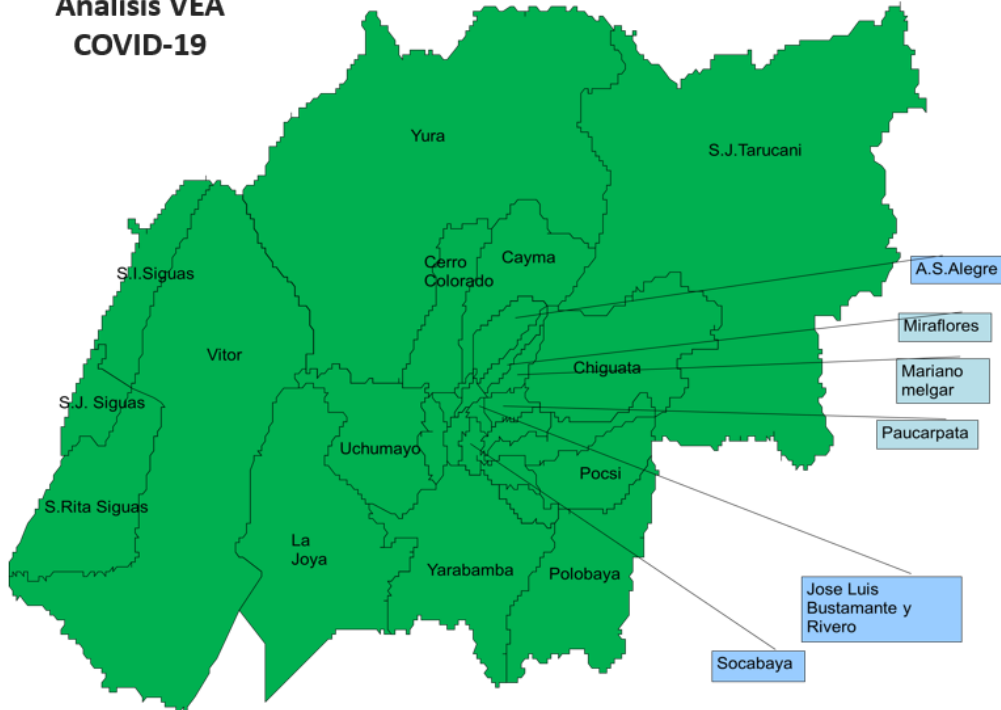 Análisis VEA
COVID-19
Yura
S.J.Tarucani
Cerro
Colorado
Cayma
A.S.Alegre
S.I.Siguas
Miraflores
Vitor
Chiguata
Mariano
melgar
S.J. Siguas
Paucarpata
Uchumayo
Pocsi
S.Rita Siguas
La
Joya
Yarabamba
Polobaya
Jose Luis
Bustamante y
Rivero
Socabaya